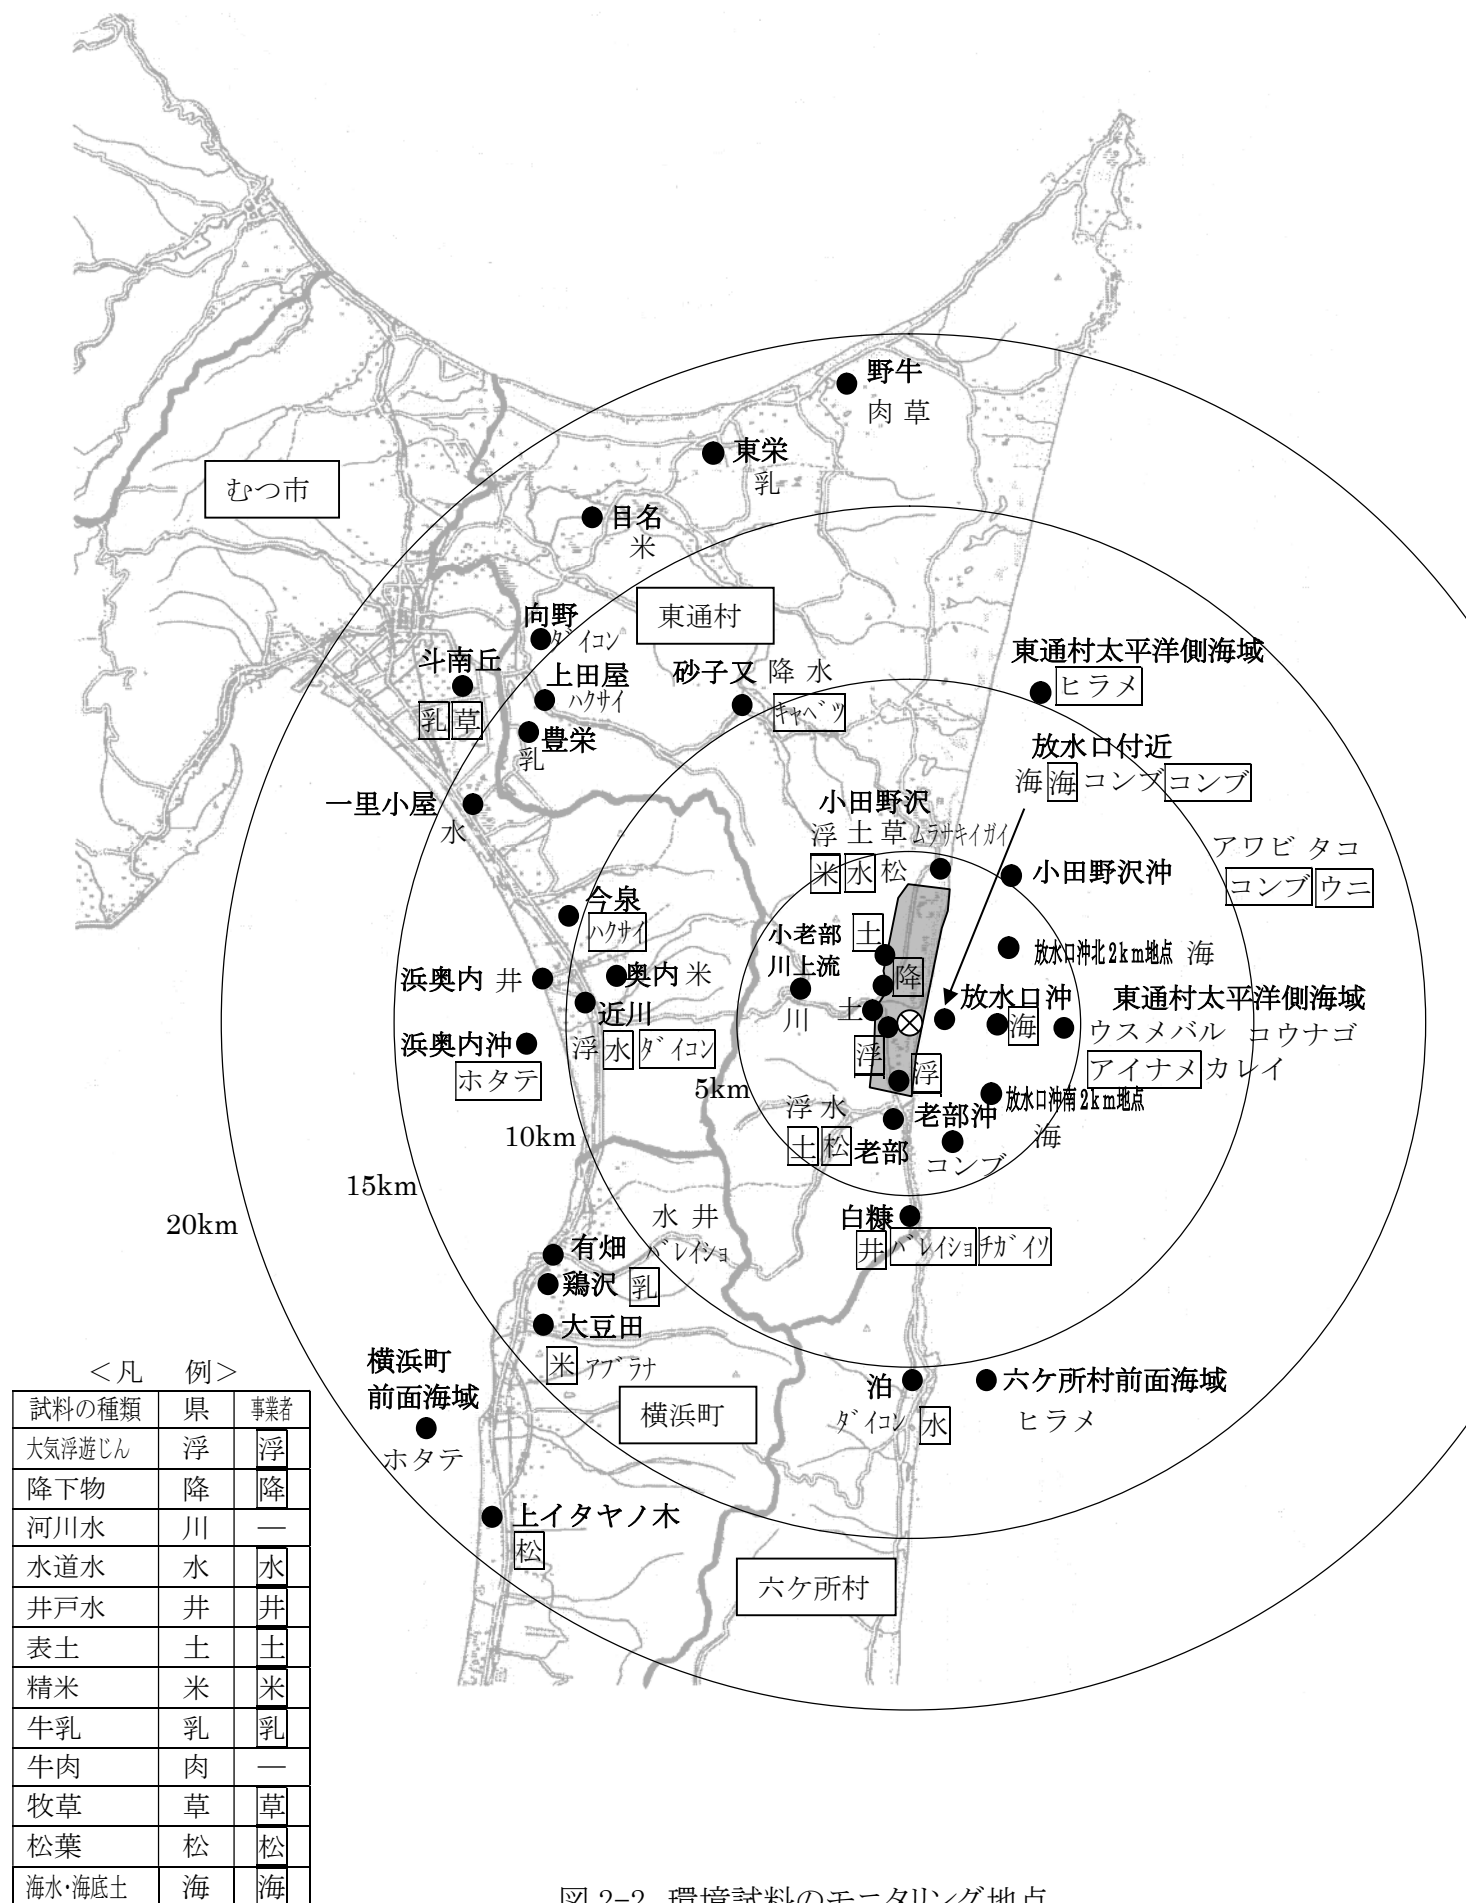 野牛
肉 草
東栄
乳
むつ市
目名
米
東通村
向野
ダイコン
斗南丘
乳 草
上田屋
ハクサイ
豊栄
乳
砂子又 降 水
キャベツ
東通村太平洋側海域
ヒラメ
放水口付近
海 海 コンブ コンブ
一里小屋
水
小田野沢
浮 土 草 ムラサキイガイ
米 水 松
小田野沢沖
アワビ タコ
コンブ ウニ
今泉
ハクサイ
小老部
川上流
川
土
降
土
浮
浮
放水口沖北2km地点 海
浜奥内 井
奥内 米
近川
浮 水 ダイコン
放水口沖
海
東通村太平洋側海域
ウスメバル コウナゴ
アイナメ カレイ
浜奥内沖
ホタテ
放水口沖南2km地点
海
5km
10km
15km
20km
浮 水
土 松 老部
老部沖
コンブ
白糠
井 バレイショ チガイソ
水 井
有畑 バレイショ
鶏沢 乳
大豆田
米 アブラナ
横浜町
前面海域
ホタテ
横浜町
泊
ダイコン 水
六ケ所村前面海域
ヒラメ
上イタヤノ木
松
六ケ所村
<凡 例>
試料の種類 県 事業者
大気浮遊じん 浮 浮
降下物 降 降
河川水 川 ―
水道水 水 水
井戸水 井 井
表土 土 土
精米 米 米
牛乳 乳 乳
牛肉 肉 ―
牧草 草 草
松葉 松 松
海水・海底土 海 海
図 2-2 環境試料のモニタリング地点